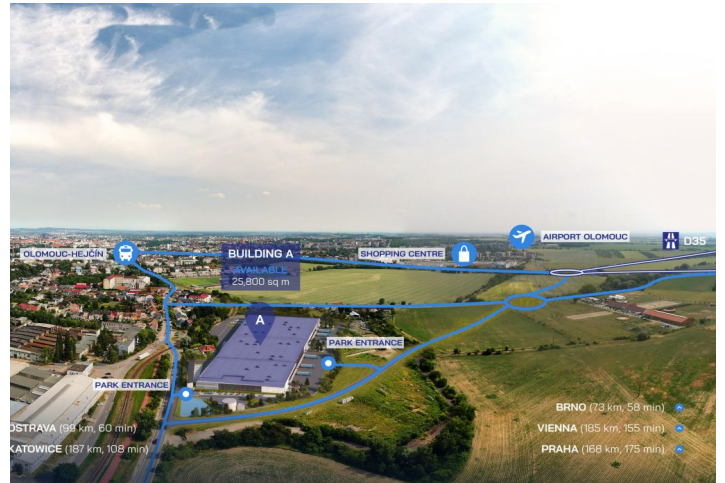 AIRPORT OLOMOUC
D35
OLOMOUC-HEJČÍN
BUILDING A
AVAILABLE
25,800 sq m
SHOPPING CENTRE
A
PARK ENTRANCE
PARK ENTRANCE
OSTRAVA (99 km, 60 min)
KATOWICE (187 km, 108 min)
BRNO (73 km, 58 min)
VIENNA (185 km, 155 min)
PRAHA (168 km, 175 min)